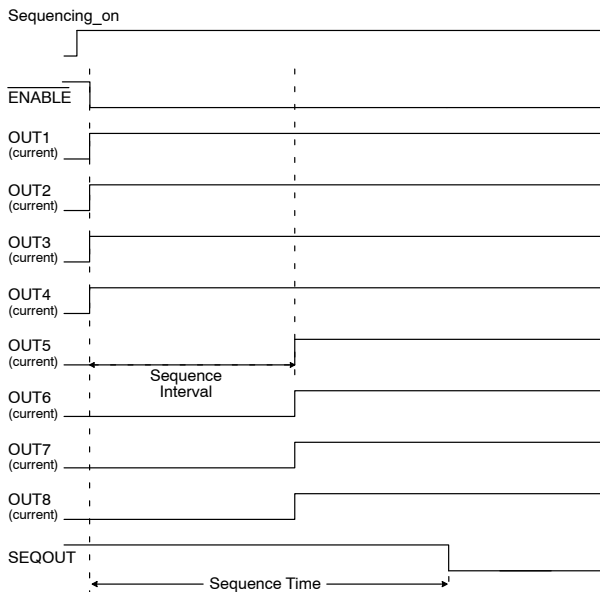 Sequencing_on
ENABLE
OUT1
(current)
OUT2
(current)
OUT3
(current)
OUT4
(current)
OUT5
(current)
Sequence
Interval
OUT6
(current)
OUT7
(current)
OUT8
(current)
SEQOUT
Sequence Time